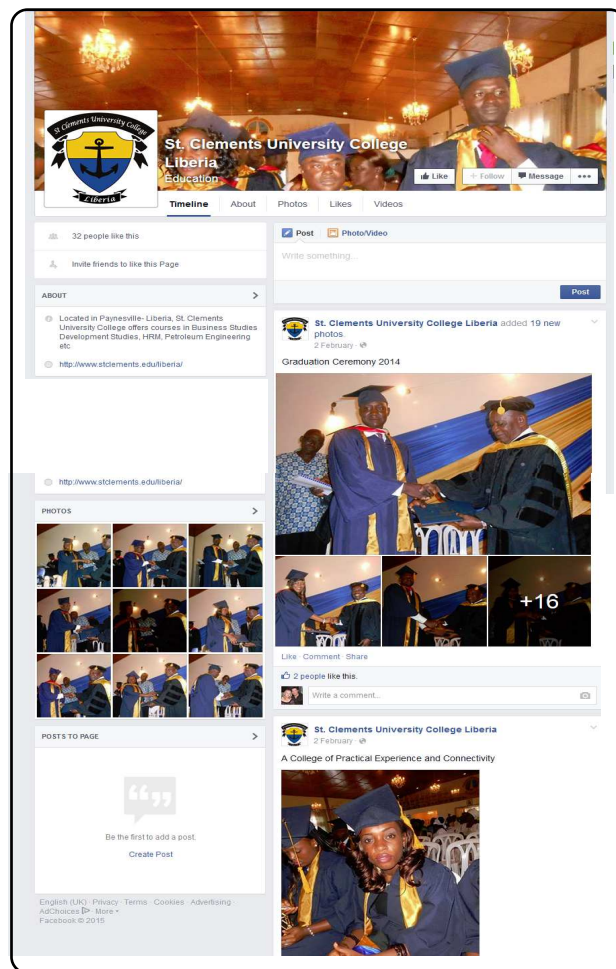 St Clements University College
Liberia
St. Clements University College
Liberia
Education
Like
Follow
Message
Timeline
About
Photos
Likes
Videos
32 people like this
Invite friends to like this Page
ABOUT
Located in Paynesville- Liberia, St. Clements
University College offers courses in Business Studies
Development Studies, HRM, Petroleum Engineering
etc
http://www.stclements.edu/liberia/
http://www.stclements.edu/liberia/
PHOTOS
POSTS TO PAGE
Be the first to add a post.
Create Post
English (UK) · Privacy · Terms · Cookies · Advertising ·
AdChoices · More
Facebook © 2015
Post
Photo/Video
Write something...
Post
St. Clements University College Liberia added 19 new
photos.
2 February ·
Graduation Ceremony 2014
+16
Like · Comment · Share
2 people like this.
Write a comment...
St. Clements University College Liberia
2 February ·
A College of Practical Experience and Connectivity